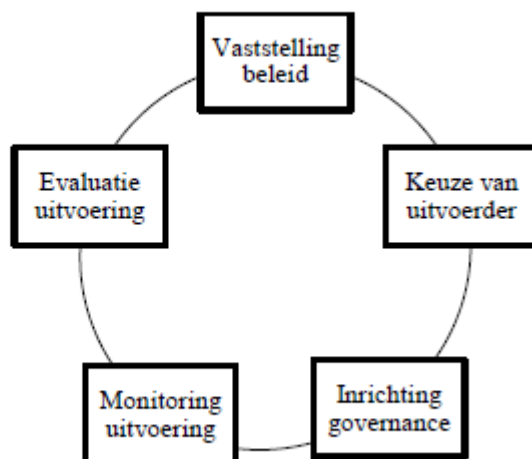 Vaststelling
beleid
Evaluatie
uitvoering
Keuze van
uitvoerder
Monitoring
uitvoering
Inrichting
governance